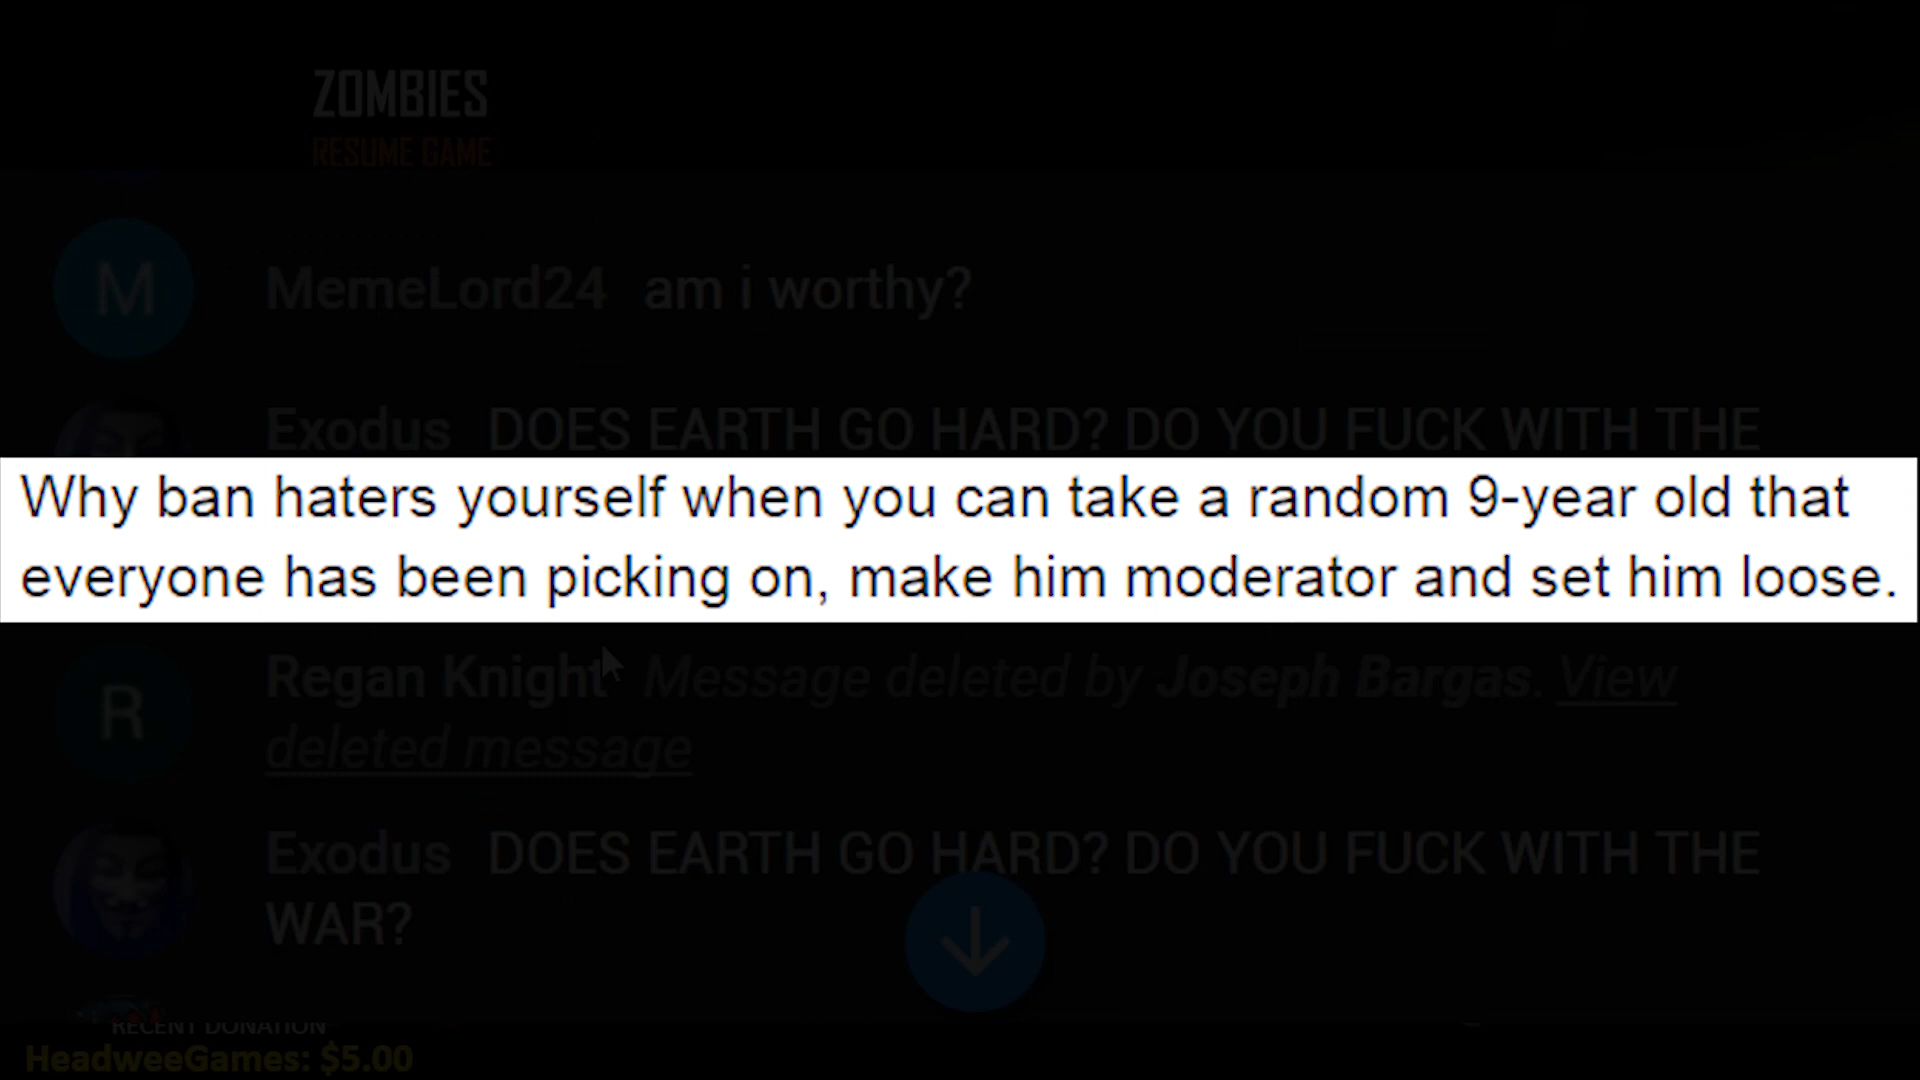 ZOMBIES
RESUME GAME
M
MemeLord24 am i worthy?
Exodus DOES EARTH GO HARD? DO YOU FUCK WITH THE
Why ban haters yourself when you can take a random 9-year old that
everyone has been picking on, make him moderator and set him loose.
R
Regan Knight Message deleted by Joseph Bargas. View
deleted message
Exodus DOES EARTH GO HARD? DO YOU FUCK WITH THE
WAR?
RECENT DONATION
HeadweeGames: $5.00